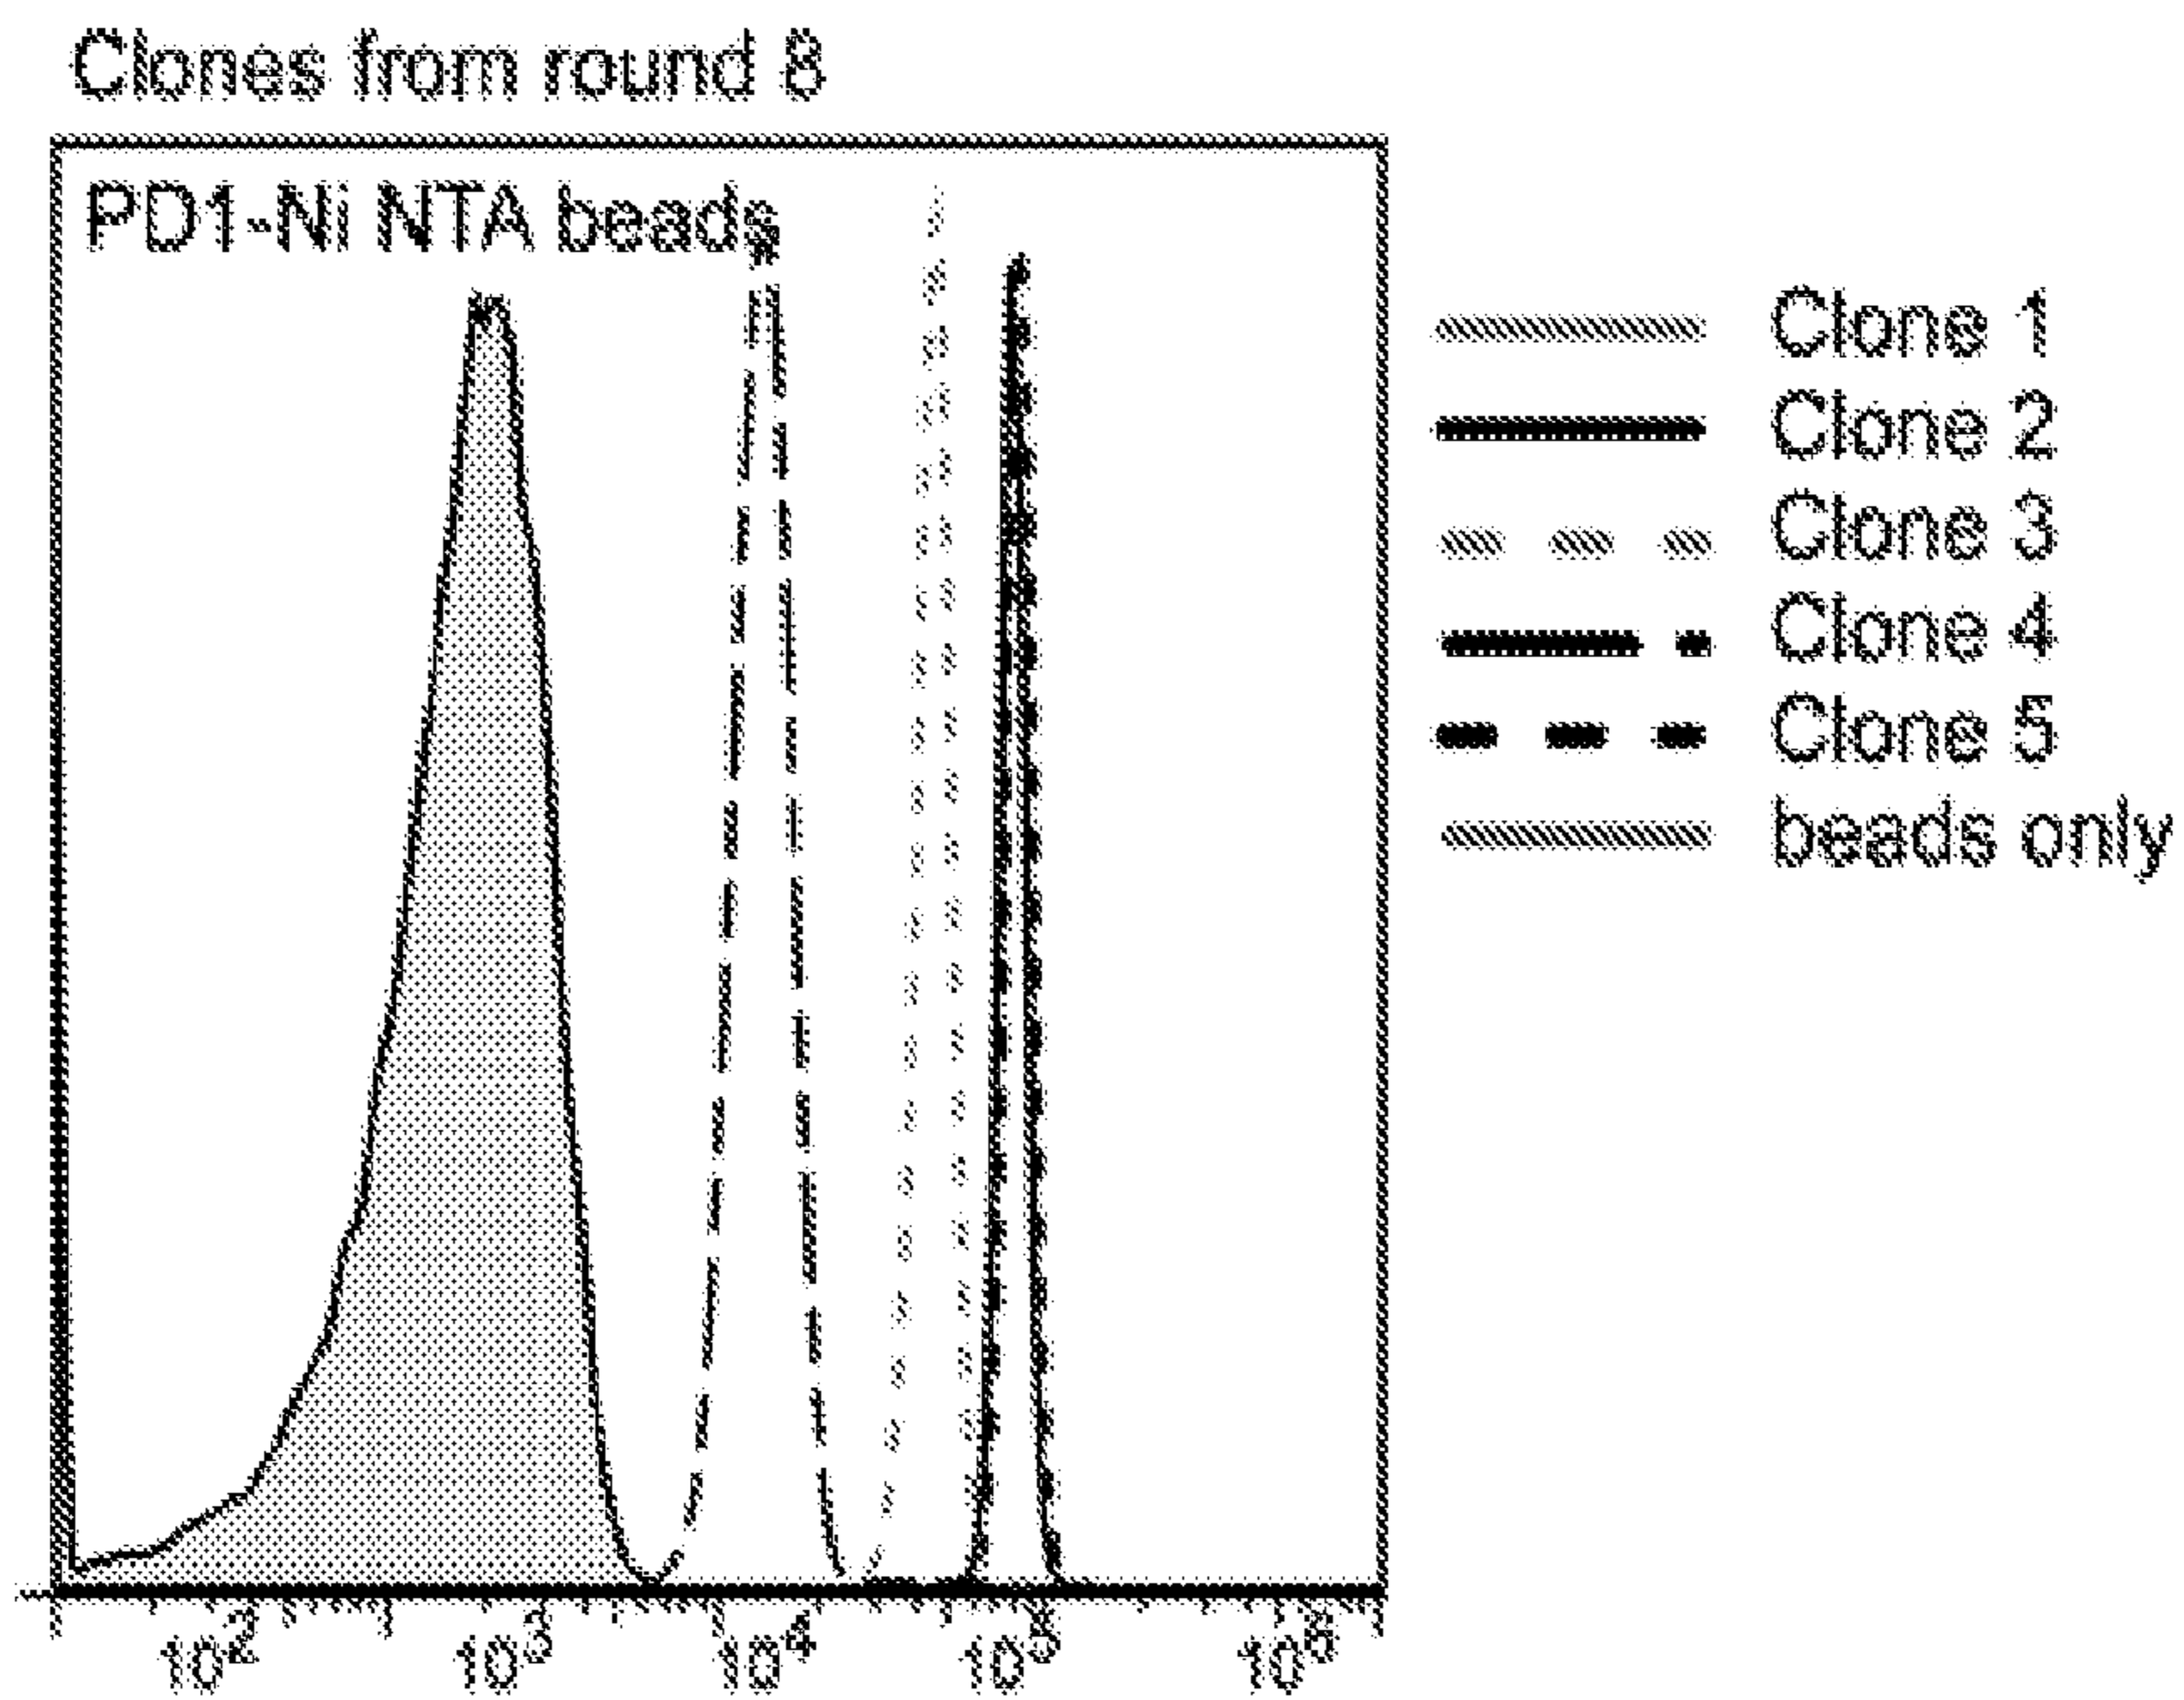 Clones from round 8
PD1-Ni NTA beads
Clone 1
Clone 2
Clone 3
Clone 4
Clone 5
beads only
10² 10³ 10⁴ 10⁵